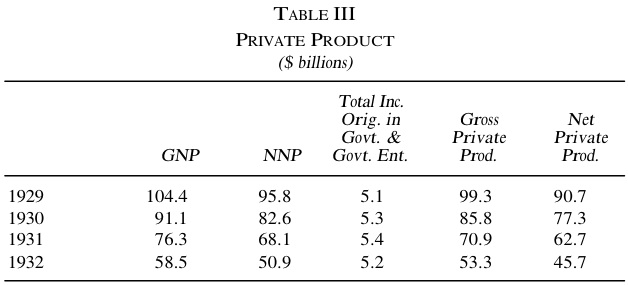 TABLE III
PRIVATE PRODUCT
($ billions)
Total Inc.
Orig. in Gross Net
Govt. & Private Private
GNP NNP Govt. Ent. Prod. Prod.
1929 104.4 95.8 5.1 99.3 90.7
1930 91.1 82.6 5.3 85.8 77.3
1931 76.3 68.1 5.4 70.9 62.7
1932 58.5 50.9 5.2 53.3 45.7